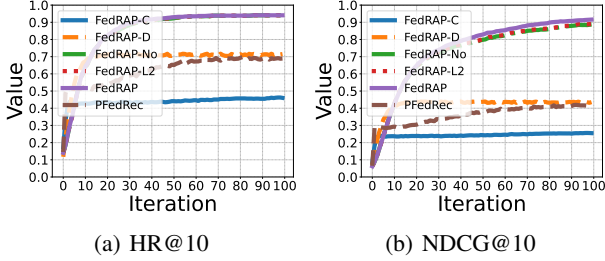 1.0
0.9
0.8
0.7
0.6
0.5
0.4
0.3
0.2
0.1
0.0
Value
FedRAP-C
FedRAP-D
FedRAP-No
FedRAP-L2
FedRAP
PFedRec
0 10 20 30 40 50 60 70 80 90 100
Iteration
(a) HR@10
1.0
0.9
0.8
0.7
0.6
0.5
0.4
0.3
0.2
0.1
0.0
Value
FedRAP-C
FedRAP-D
FedRAP-No
FedRAP-L2
FedRAP
PFedRec
0 10 20 30 40 50 60 70 80 90 100
Iteration
(b) NDCG@10